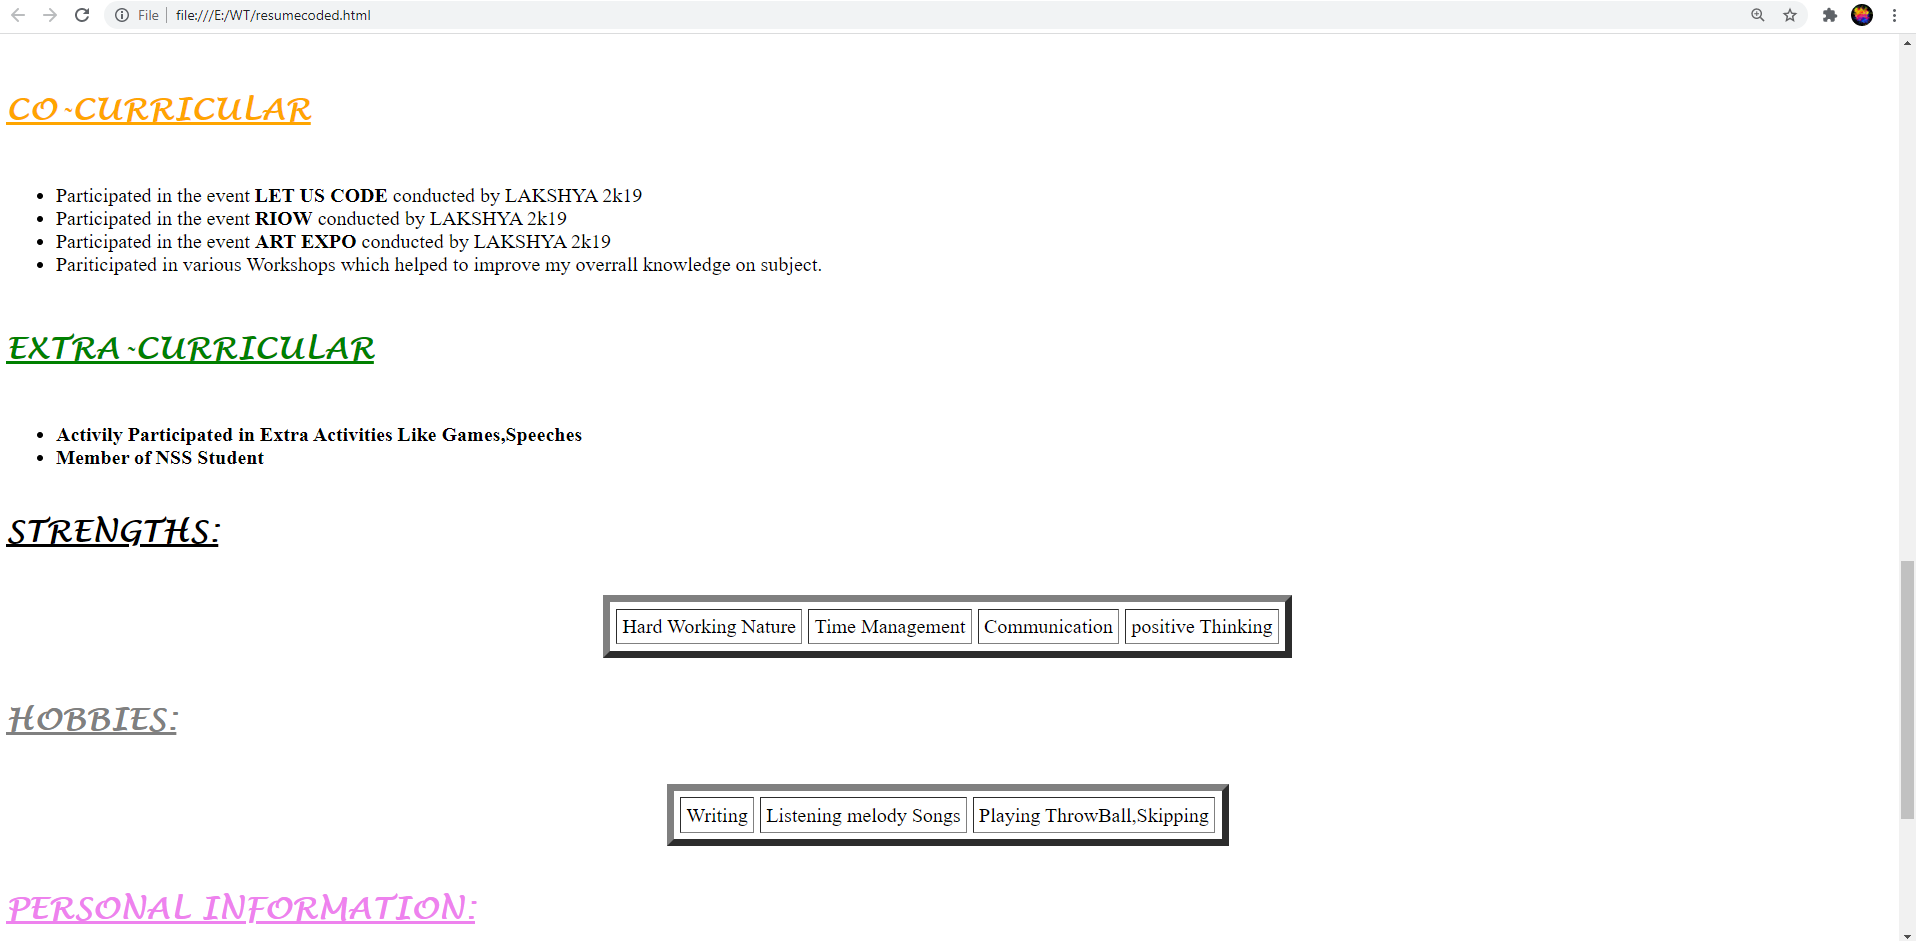 File file:///E:/WT/resumecoded.html
CO-CURRICULAR
• Participated in the event LET US CODE conducted by LAKSHYA 2k19
• Participated in the event RIOW conducted by LAKSHYA 2k19
• Participated in the event ART EXPO conducted by LAKSHYA 2k19
• Pariticipated in various Workshops which helped to improve my overrall knowledge on subject.
EXTRA-CURRICULAR
• Activily Participated in Extra Activities Like Games,Speeches
• Member of NSS Student
STRENGTHS:
Hard Working Nature Time Management Communication positive Thinking
HOBBIES:
Writing Listening melody Songs Playing ThrowBall,Skipping
PERSONAL INFORMATION: